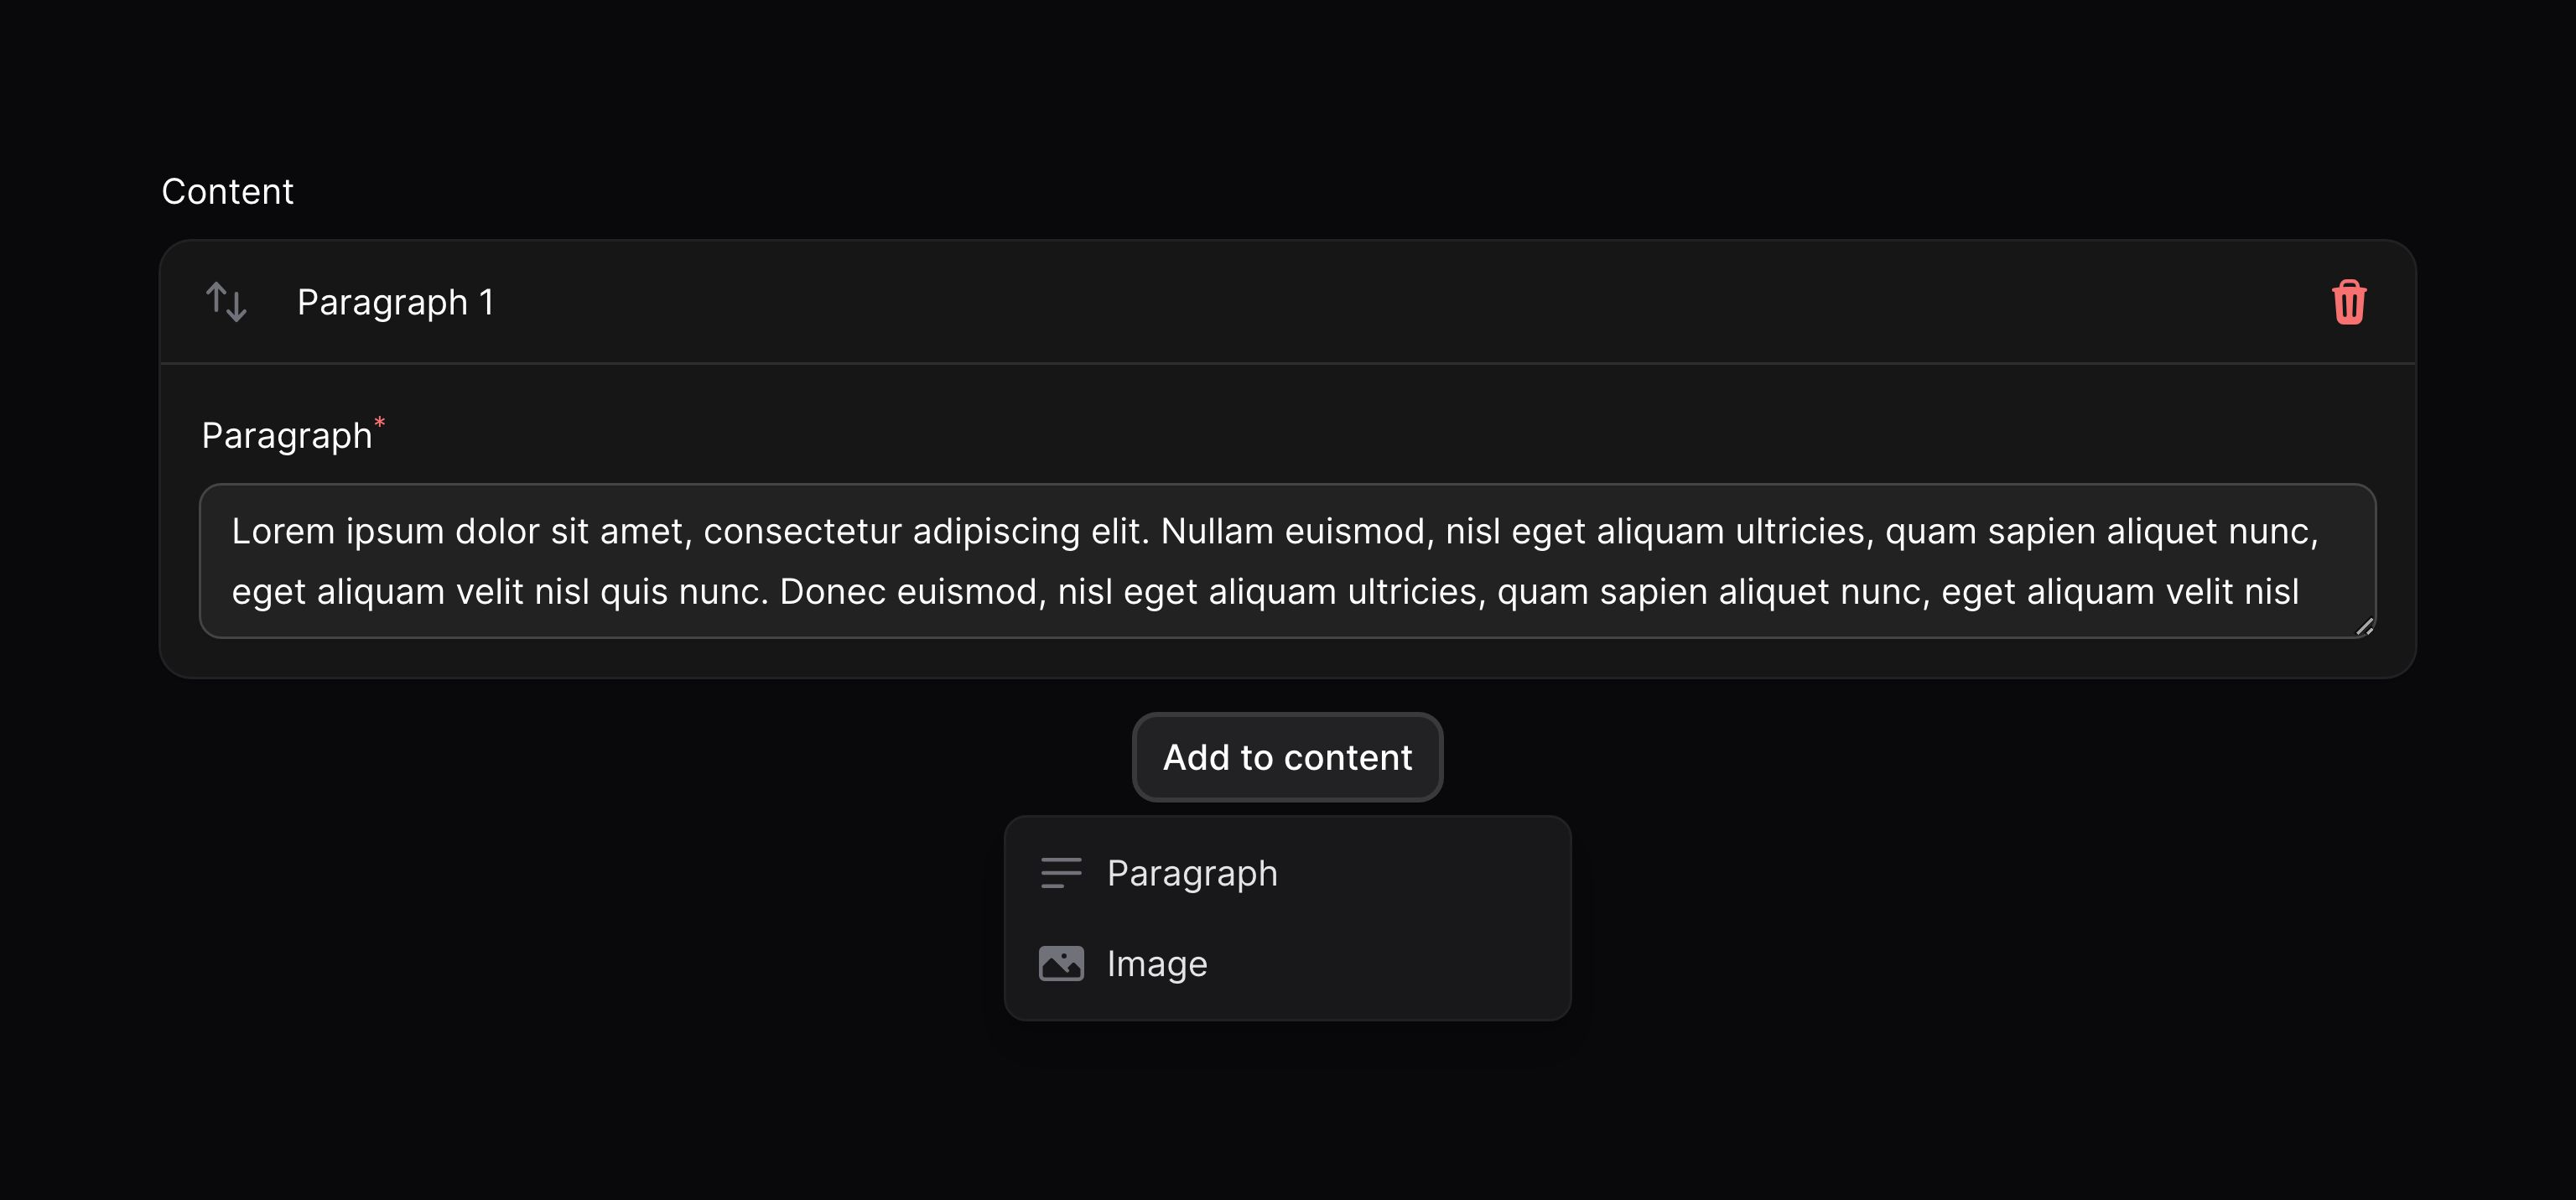 Content
Paragraph 1
Paragraph*
Lorem ipsum dolor sit amet, consectetur adipiscing elit. Nullam euismod, nisl eget aliquam ultricies, quam sapien aliquet nunc,
eget aliquam velit nisl quis nunc. Donec euismod, nisl eget aliquam ultricies, quam sapien aliquet nunc, eget aliquam velit nisl
Add to content
Paragraph
Image